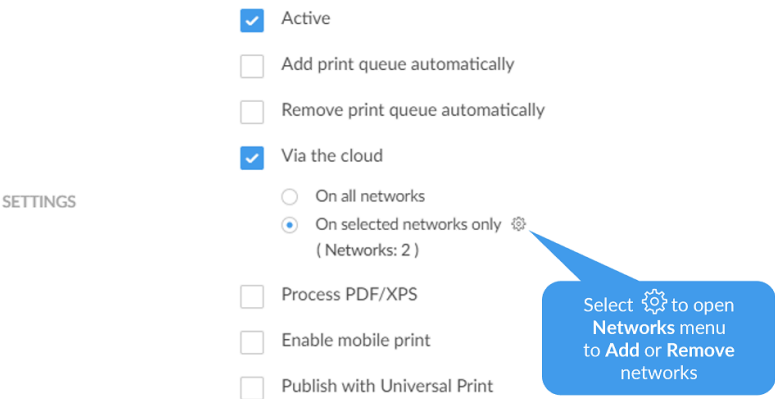 Active
Add print queue automatically
Remove print queue automatically
Via the cloud
SETTINGS
On all networks
On selected networks only
( Networks: 2 )
Process PDF/XPS
Enable mobile print
Publish with Universal Print
Select to open
Networks menu
to Add or Remove
networks